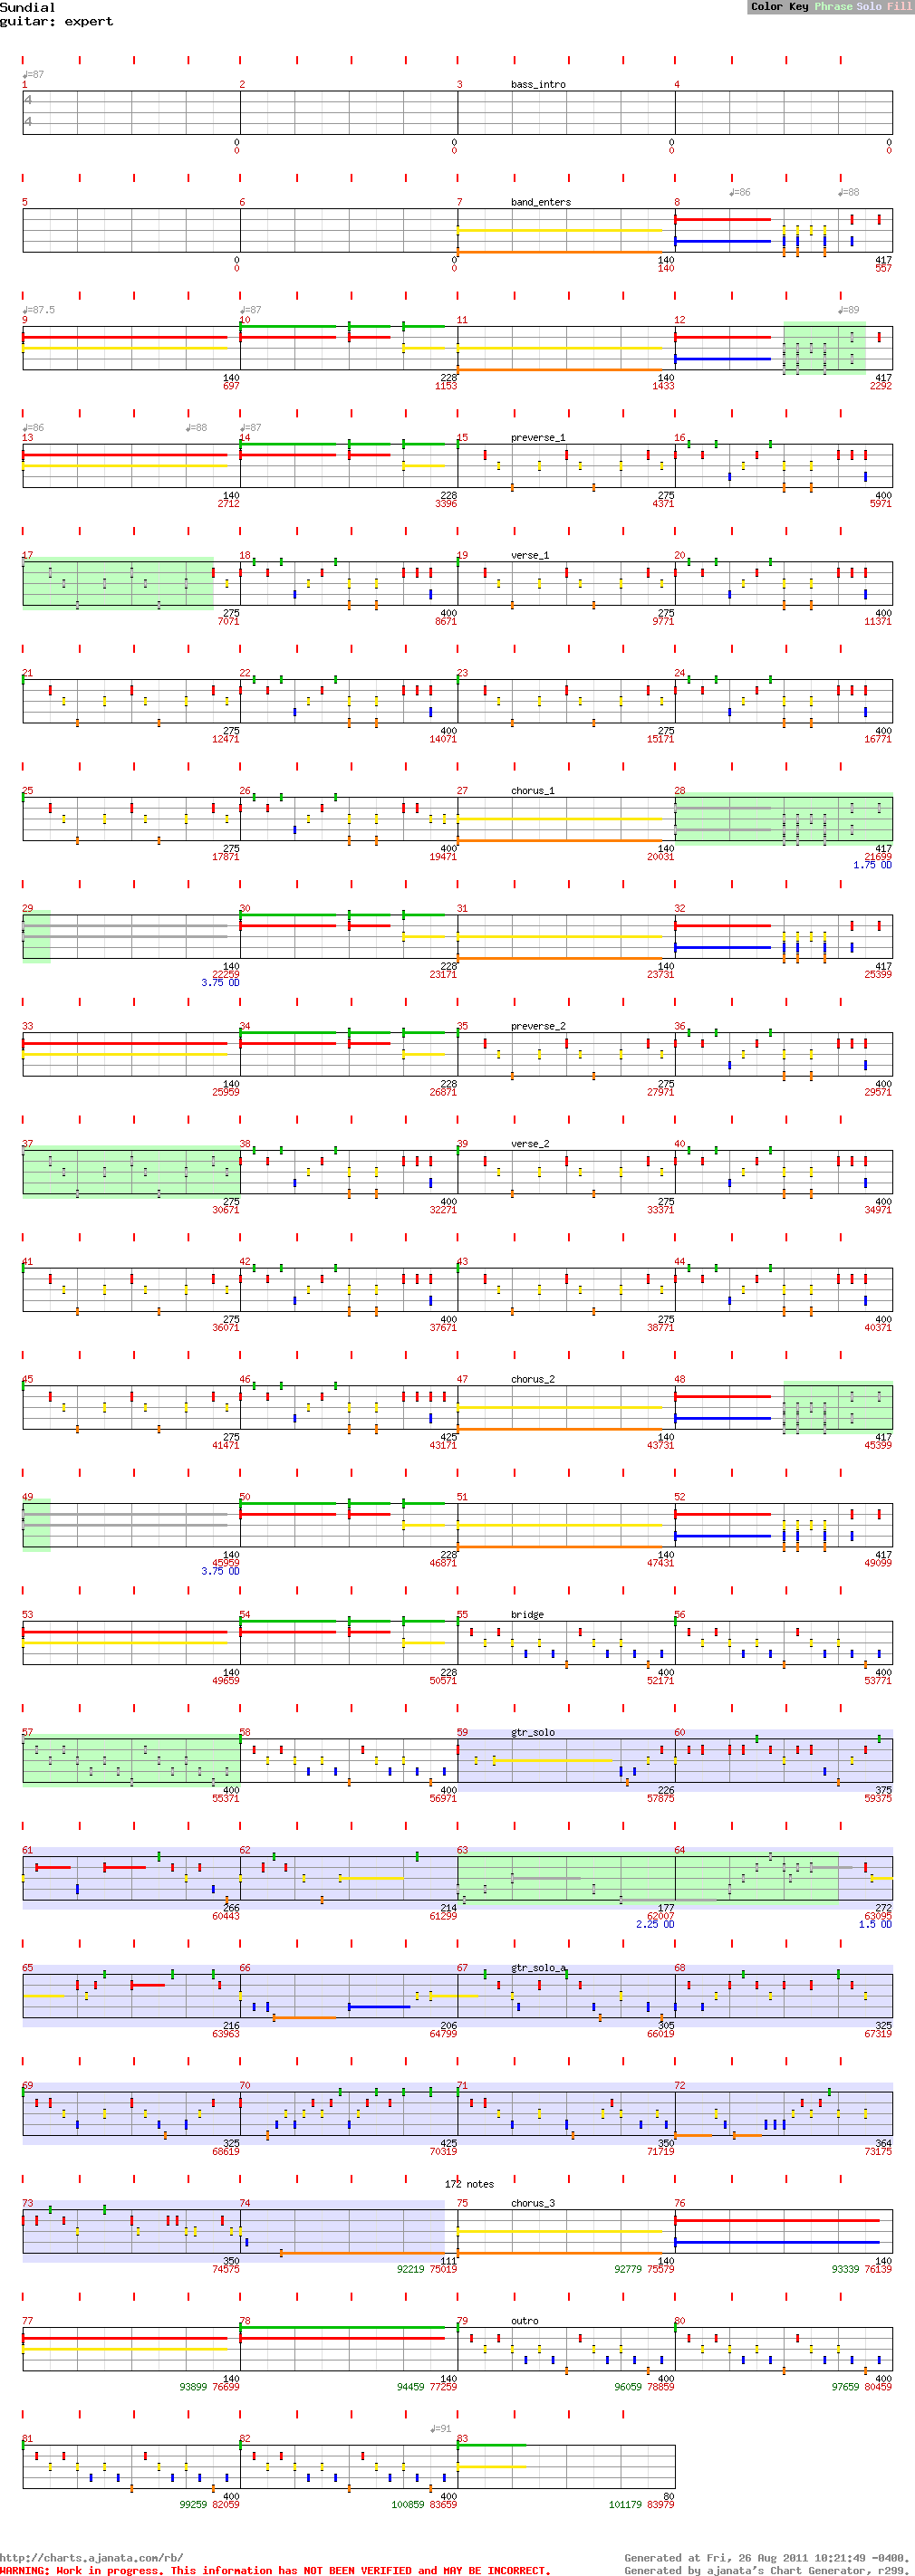 Sundial
guitar: expert
Color Key Phrase Solo Fill
♩=87
1 2 3 bass_intro 4
4
4
0 0 0 0
0 0 0 0
♩=86 ♩=88
5 6 7 band_enters 8
0 0 140 417
0 0 140 557
♩=87.5 ♩=87 ♩=89
9 10 11 12
140 228 140 417
697 1153 1433 2292
♩=86 ♩=88 ♩=87
13 14 15 preverse_1 16
140 228 275 400
2712 3396 4371 5971
17 18 19 verse_1 20
275 400 275 400
7071 8671 9771 11371
21 22 23 24
275 400 275 400
12471 14071 15171 16771
25 26 27 chorus_1 28
275 400 140 417
17871 19471 20031 21699
1.75 OD
29 30 31 32
140 228 140 417
22259 23171 23731 25399
3.75 OD
33 34 35 preverse_2 36
140 228 275 400
25959 26871 27971 29571
37 38 39 verse_2 40
275 400 275 400
30671 32271 33371 34971
41 42 43 44
275 400 275 400
36071 37671 38771 40371
45 46 47 chorus_2 48
275 425 140 417
41471 43171 43731 45399
49 50 51 52
140 228 140 417
45959 46871 47431 49099
3.75 OD
53 54 55 bridge 56
140 228 400 400
49659 50571 52171 53771
57 58 59 gtr_solo 60
400 400 226 375
55371 56971 57875 59375
61 62 63 64
266 214 177 272
60443 61299 62007 63095
2.25 OD 1.5 OD
65 66 67 gtr_solo_a 68
216 206 305 325
63963 64799 66019 67319
69 70 71 72
325 425 350 364
68619 70319 71719 73175
172 notes
73 74 75 chorus_3 76
350 111 140 140
74575 92219 75019 92779 75579 93339 76139
77 78 79 outro 80
140 140 400 400
93899 76699 94459 77259 96059 78859 97659 80459
♩=91
81 82 83
400 400 80
99259 82059 100859 83659 101179 83979
http://charts.ajanata.com/rb/
Generated at Fri, 26 Aug 2011 10:21:49 -0400.
WARNING: Work in progress. This information has NOT BEEN VERIFIED and MAY BE INCORRECT.
Generated by ajanata's Chart Generator, r299.